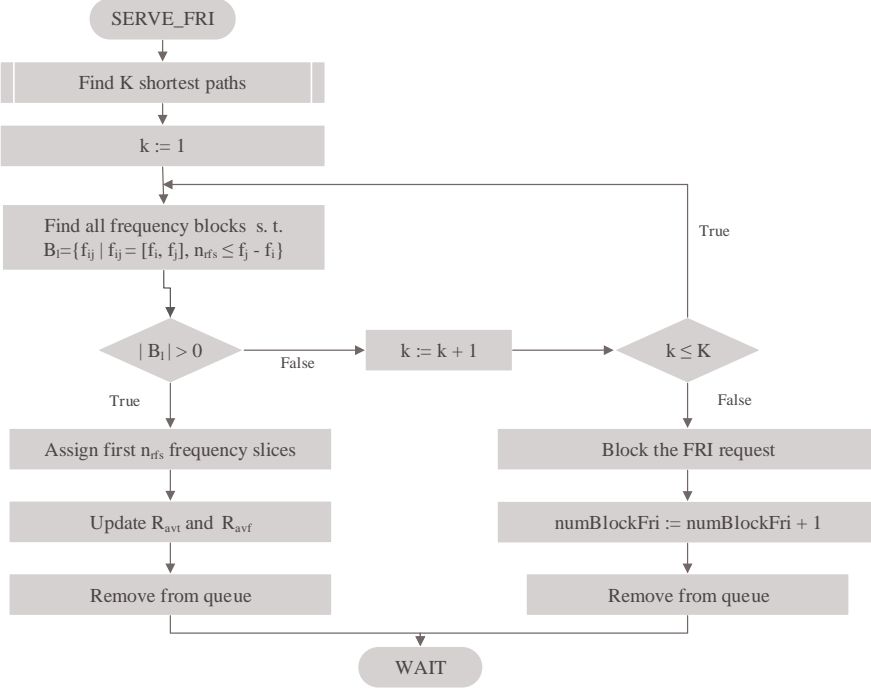 SERVE_FRI
Find K shortest paths
k := 1
Find all frequency blocks s. t.
Bₗ={fᵢⱼ | fᵢⱼ = [fᵢ, fⱼ], nᵣfₛ ≤ fⱼ - fᵢ}
True
| Bₗ | > 0
False
k := k + 1
k ≤ K
True
False
Assign first nᵣfₛ frequency slices
Block the FRI request
Update Rₐᵥₜ and Rₐᵥf
numBlockFri := numBlockFri + 1
Remove from queue
Remove from queue
WAIT